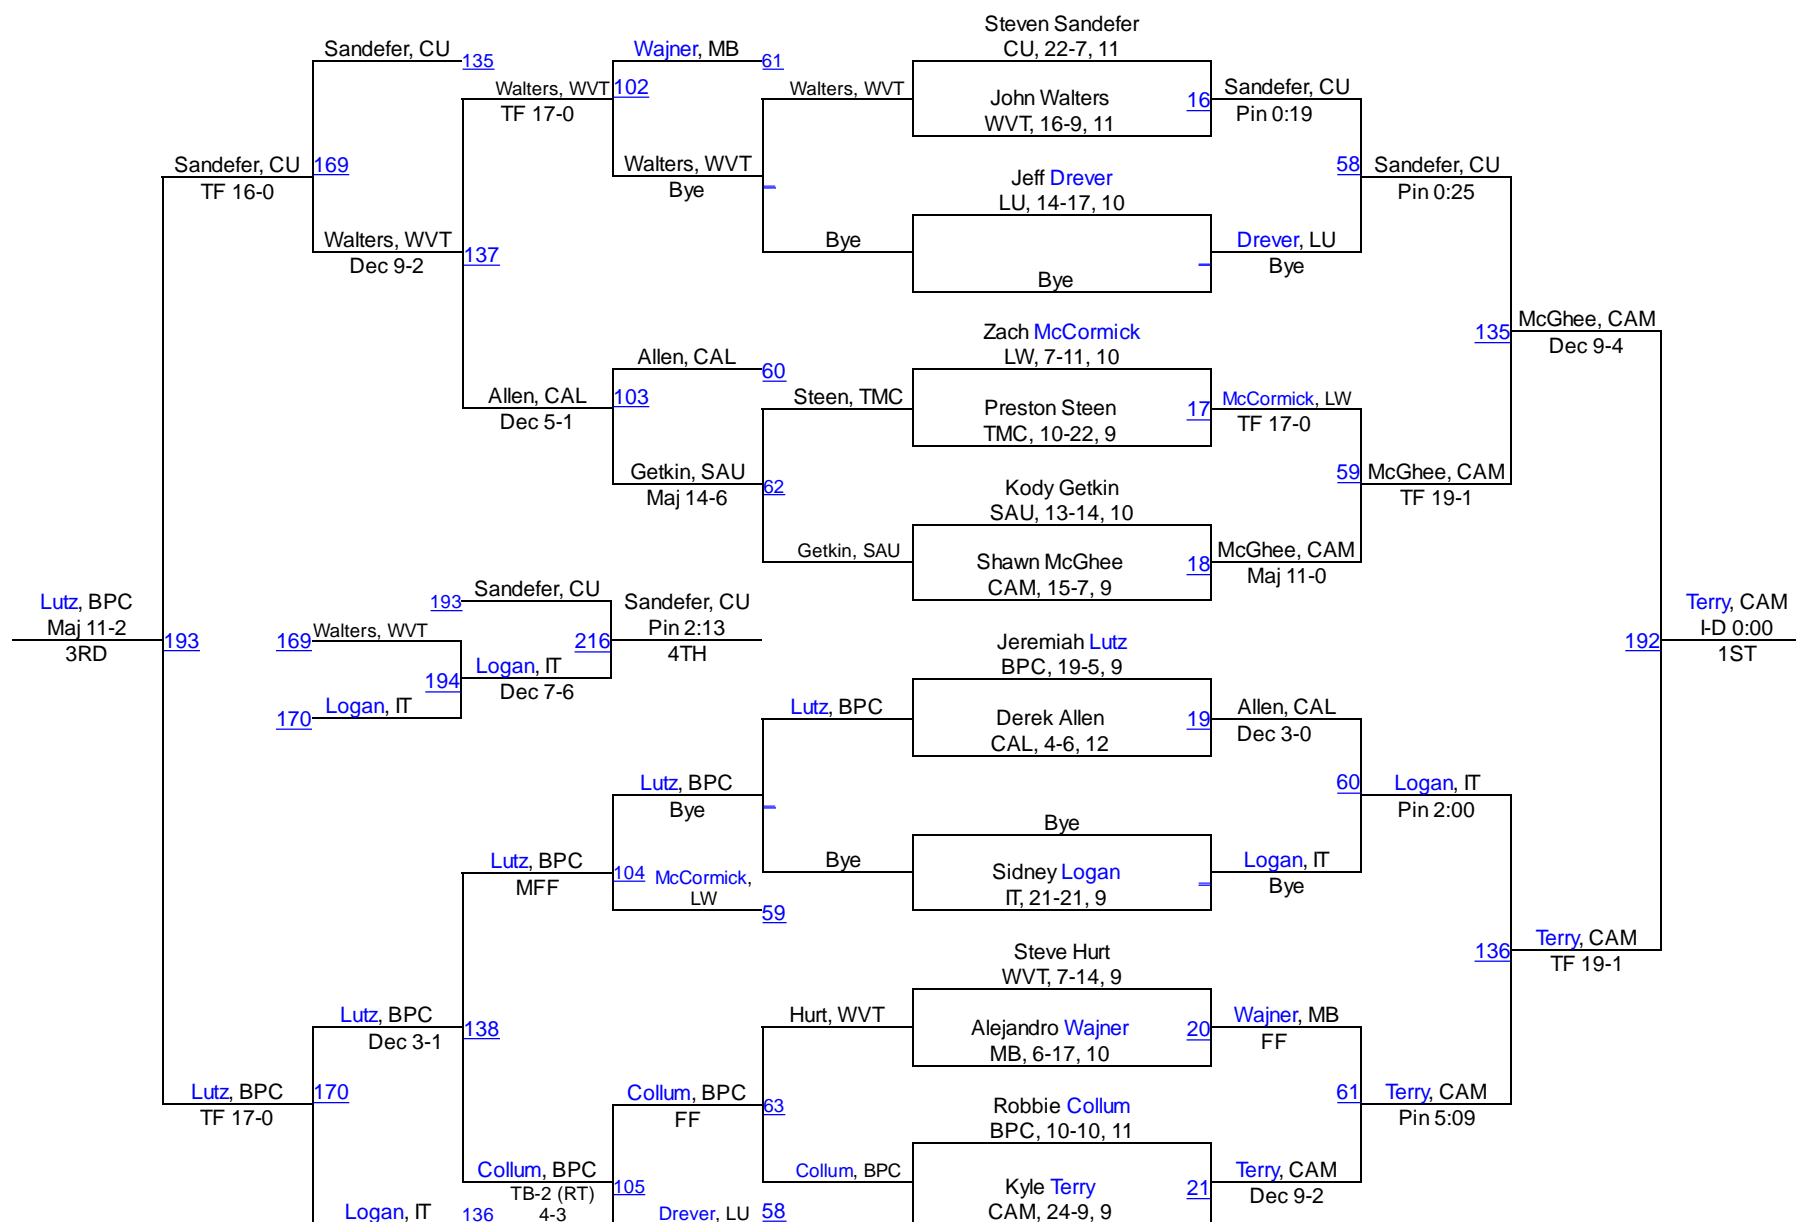 Steven Sandefer
CU, 22-7, 11
Sandefer, CU
135
Wajner, MB
61
Walters, WVT
TF 17-0
102
Walters, WVT
John Walters
WVT, 16-9, 11
16
Sandefer, CU
Pin 0:19
Sandefer, CU
TF 16-0
169
Walters, WVT
Bye
Jeff Drever
LU, 14-17, 10
58
Sandefer, CU
Pin 0:25
Walters, WVT
Dec 9-2
137
Bye
Bye
Drever, LU
Bye
Zach McCormick
LW, 7-11, 10
135
McGhee, CAM
Dec 9-4
Allen, CAL
60
Allen, CAL
Dec 5-1
103
Steen, TMC
Preston Steen
TMC, 10-22, 9
17
McCormick, LW
TF 17-0
Getkin, SAU
Maj 14-6
62
Kody Getkin
SAU, 13-14, 10
59
McGhee, CAM
TF 19-1
Getkin, SAU
Shawn McGhee
CAM, 15-7, 9
18
McGhee, CAM
Maj 11-0
Lutz, BPC
Maj 11-2
3RD
193
193
Sandefer, CU
169
Walters, WVT
194
170
Logan, IT
Logan, IT
Dec 7-6
216
Sandefer, CU
Pin 2:13
4TH
Jeremiah Lutz
BPC, 19-5, 9
192
Terry, CAM
I-D 0:00
1ST
Lutz, BPC
Derek Allen
CAL, 4-6, 12
19
Allen, CAL
Dec 3-0
Lutz, BPC
Bye
60
Logan, IT
Pin 2:00
Bye
Lutz, BPC
MFF
104
McCormick,
LW
59
Bye
Sidney Logan
IT, 21-21, 9
Logan, IT
Bye
136
Terry, CAM
TF 19-1
Steve Hurt
WVT, 7-14, 9
Lutz, BPC
Dec 3-1
138
Hurt, WVT
Alejandro Wajner
MB, 6-17, 10
20
Wajner, MB
FF
Lutz, BPC
TF 17-0
170
Collum, BPC
FF
63
Robbie Collum
BPC, 10-10, 11
61
Terry, CAM
Pin 5:09
Collum, BPC
TB-2 (RT)
4-3
105
Collum, BPC
Kyle Terry
CAM, 24-9, 9
21
Terry, CAM
Dec 9-2
Logan, IT
136
Drever, LU
58